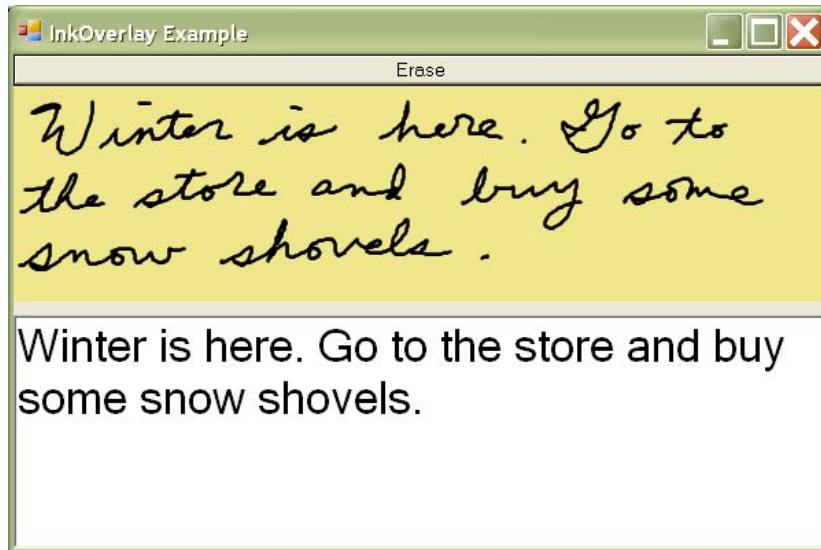 InkOverlay Example
Erase
Winter is here. Go to
the store and buy some
snow shovels.
Winter is here. Go to the store and buy
some snow shovels.